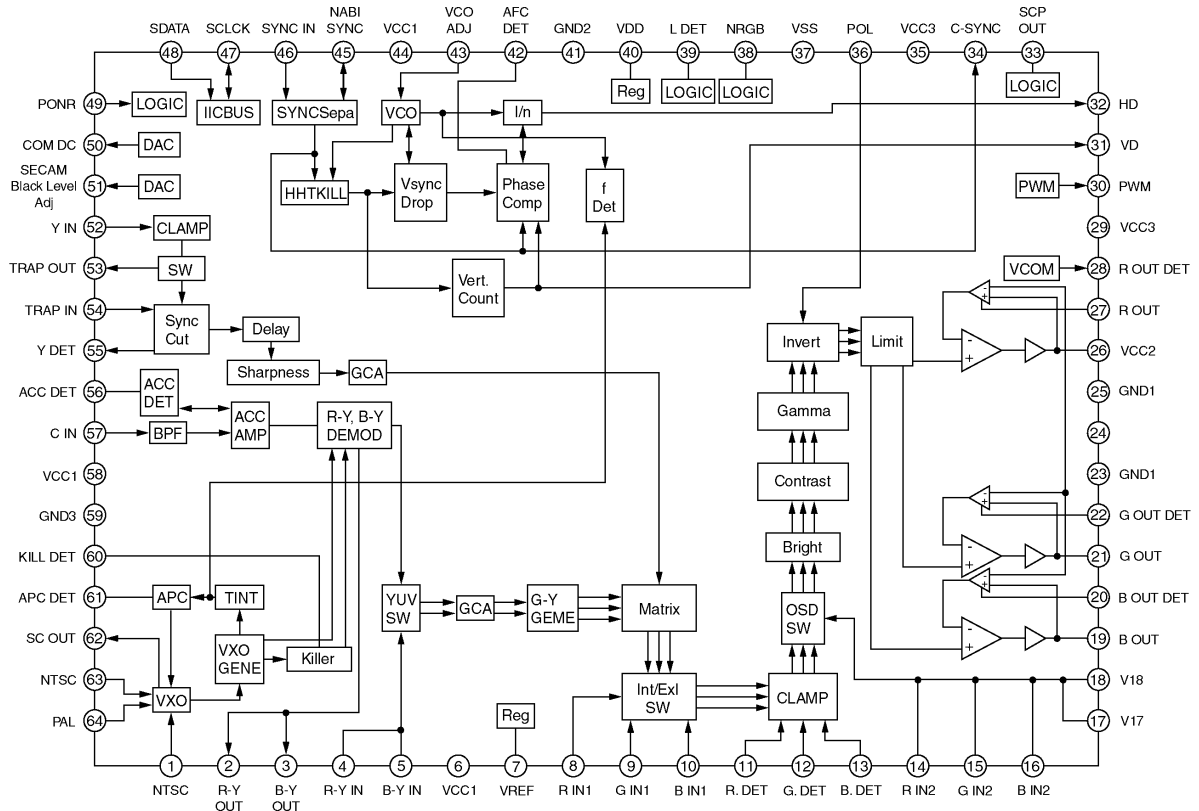 SDATA
SCLCK
SYNC IN
NABI
SYNC
VCC1
VCO
ADJ
AFC
DET
GND2
VDD
L DET
NRGB
VSS
POL
VCC3
C-SYNC
SCP
OUT
48
47
46
45
44
43
42
41
40
39
38
37
36
35
34
33
PONR
49
LOGIC
IICBUS
SYNCSepa
VCO
I/n
Reg
LOGIC
LOGIC
LOGIC
32
HD
COM DC
50
DAC
31
VD
SECAM
Black Level
Adj
51
DAC
HHTKILL
Vsync
Drop
Phase
Comp
f
Det
PWM
30
PWM
Y IN
52
CLAMP
29
VCC3
TRAP OUT
53
SW
Vert.
Count
VCOM
28
R OUT DET
TRAP IN
54
Sync
Cut
Delay
-
+
27
R OUT
Y DET
55
Sharpness
GCA
Invert
Limit
-
+
26
VCC2
ACC DET
56
ACC
DET
Gamma
25
GND1
C IN
57
BPF
ACC
AMP
R-Y, B-Y
DEMOD
24
VCC1
58
Contrast
23
GND1
GND3
59
-
+
22
G OUT DET
KILL DET
60
Bright
-
+
21
G OUT
APC DET
61
APC
TINT
YUV
SW
GCA
G-Y
GEME
Matrix
OSD
SW
-
+
20
B OUT DET
SC OUT
62
VXO
GENE
Killer
-
+
19
B OUT
NTSC
63
VXO
Int/Exl
SW
CLAMP
18
V18
PAL
64
Reg
17
V17
1
2
3
4
5
6
7
8
9
10
11
12
13
14
15
16
NTSC
R-Y
OUT
B-Y
OUT
R-Y IN
B-Y IN
VCC1
VREF
R IN1
G IN1
B IN1
R. DET
G. DET
B. DET
R IN2
G IN2
B IN2